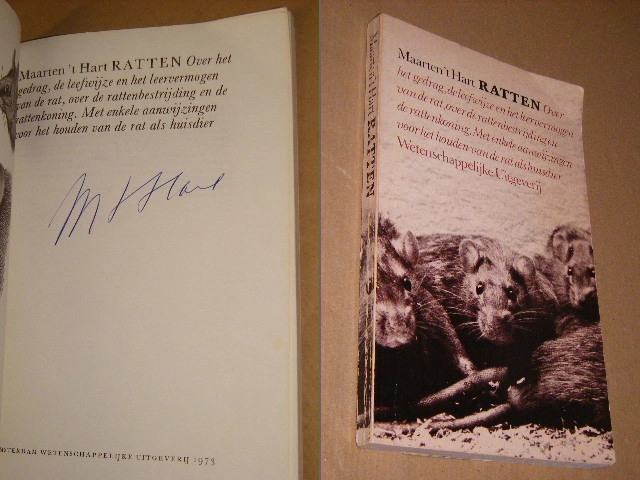 Maarten 't Hart RATTEN Over het
gedrag, de leefwijze en het leervermogen
van de rat, over de rattenbestrijding en de
rattenkoning. Met enkele aanwijzingen
voor het houden van de rat als huisdier
M 't Hart
AMSTERDAM WETENSCHAPPELIJKE UITGEVERIJ 1973
Maarten 't Hart RATTEN
Maarten 't Hart RATTEN Over
het gedrag, de leefwijze en het leervermogen
van de rat, over de rattenbestrijding en
de rattenkoning. Met enkele aanwijzingen
voor het houden van de rat als huisdier
Wetenschappelijke Uitgeverij